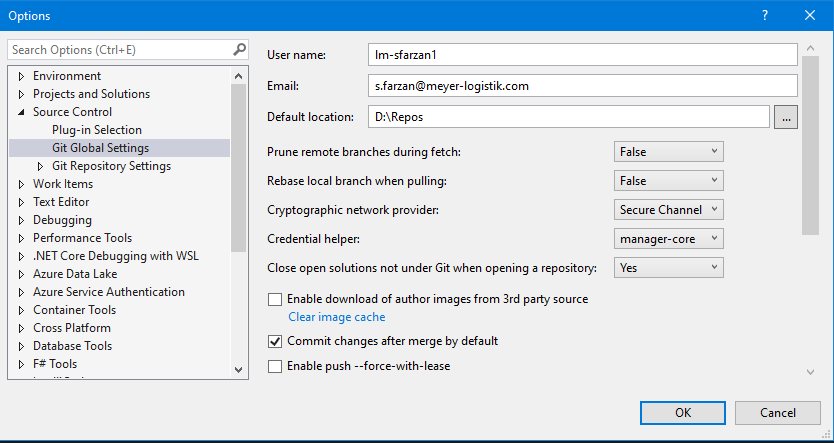 Options
?
Search Options (Ctrl+E)
Environment
Projects and Solutions
Source Control
Plug-in Selection
Git Global Settings
Git Repository Settings
Work Items
Text Editor
Debugging
Performance Tools
.NET Core Debugging with WSL
Azure Data Lake
Azure Service Authentication
Container Tools
Cross Platform
Database Tools
F# Tools
User name: lm-sfarzan1
Email: s.farzan@meyer-logistik.com
Default location: D:\Repos ...
Prune remote branches during fetch: False
Rebase local branch when pulling: False
Cryptographic network provider: Secure Channel
Credential helper: manager-core
Close open solutions not under Git when opening a repository: Yes
Enable download of author images from 3rd party source
Clear image cache
Commit changes after merge by default
Enable push --force-with-lease
OK Cancel